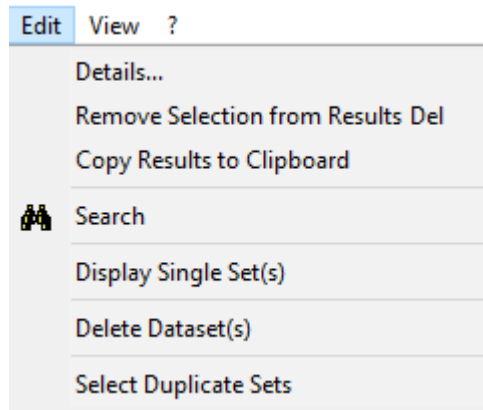 Edit View ?
Details...
Remove Selection from Results Del
Copy Results to Clipboard
Search
Display Single Set(s)
Delete Dataset(s)
Select Duplicate Sets